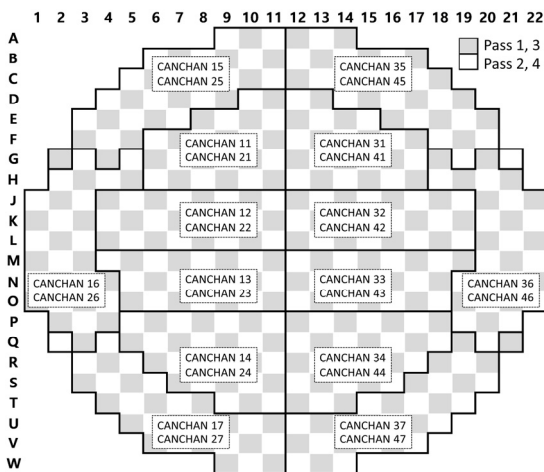 1 2 3 4 5 6 7 8 9 10 11 12 13 14 15 16 17 18 19 20 21 22
A
Pass 1, 3
B
Pass 2, 4
CANCHAN 15
CANCHAN 25
CANCHAN 35
CANCHAN 45
C
D
E
F
CANCHAN 11
CANCHAN 21
CANCHAN 31
CANCHAN 41
G
H
J
CANCHAN 12
CANCHAN 22
CANCHAN 32
CANCHAN 42
K
L
M
N
CANCHAN 13
CANCHAN 23
CANCHAN 33
CANCHAN 43
CANCHAN 16
CANCHAN 26
CANCHAN 36
CANCHAN 46
O
P
Q
CANCHAN 14
CANCHAN 24
CANCHAN 34
CANCHAN 44
R
S
T
U
CANCHAN 17
CANCHAN 27
CANCHAN 37
CANCHAN 47
V
W